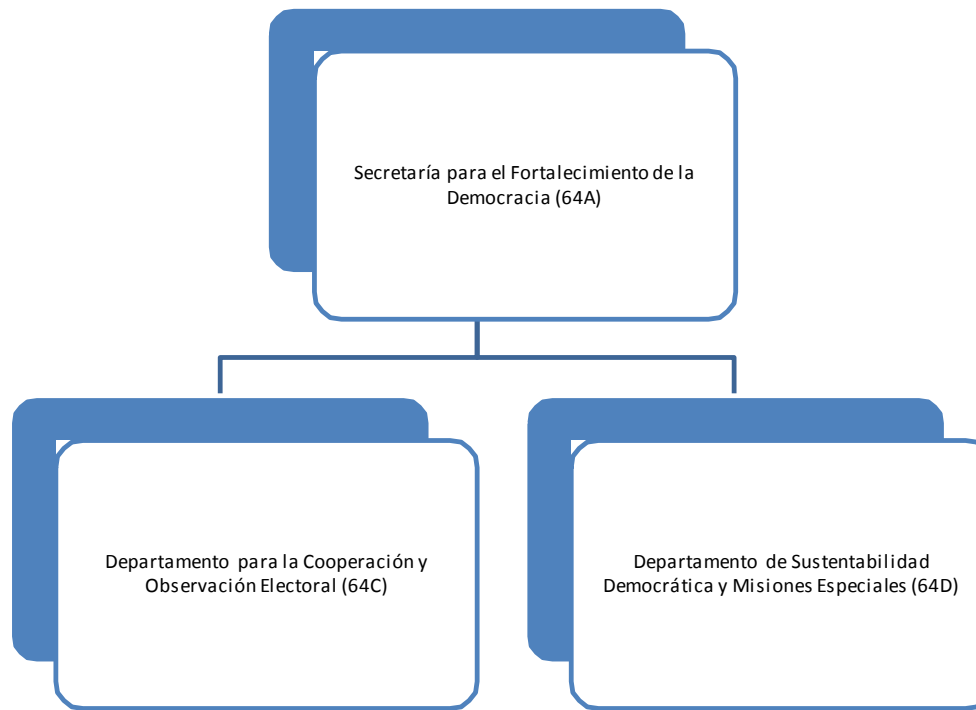 Secretaría para el Fortalecimiento de la
Democracia (64A)
Departamento para la Cooperación y
Observación Electoral (64C)
Departamento de Sustentabilidad
Democrática y Misiones Especiales (64D)